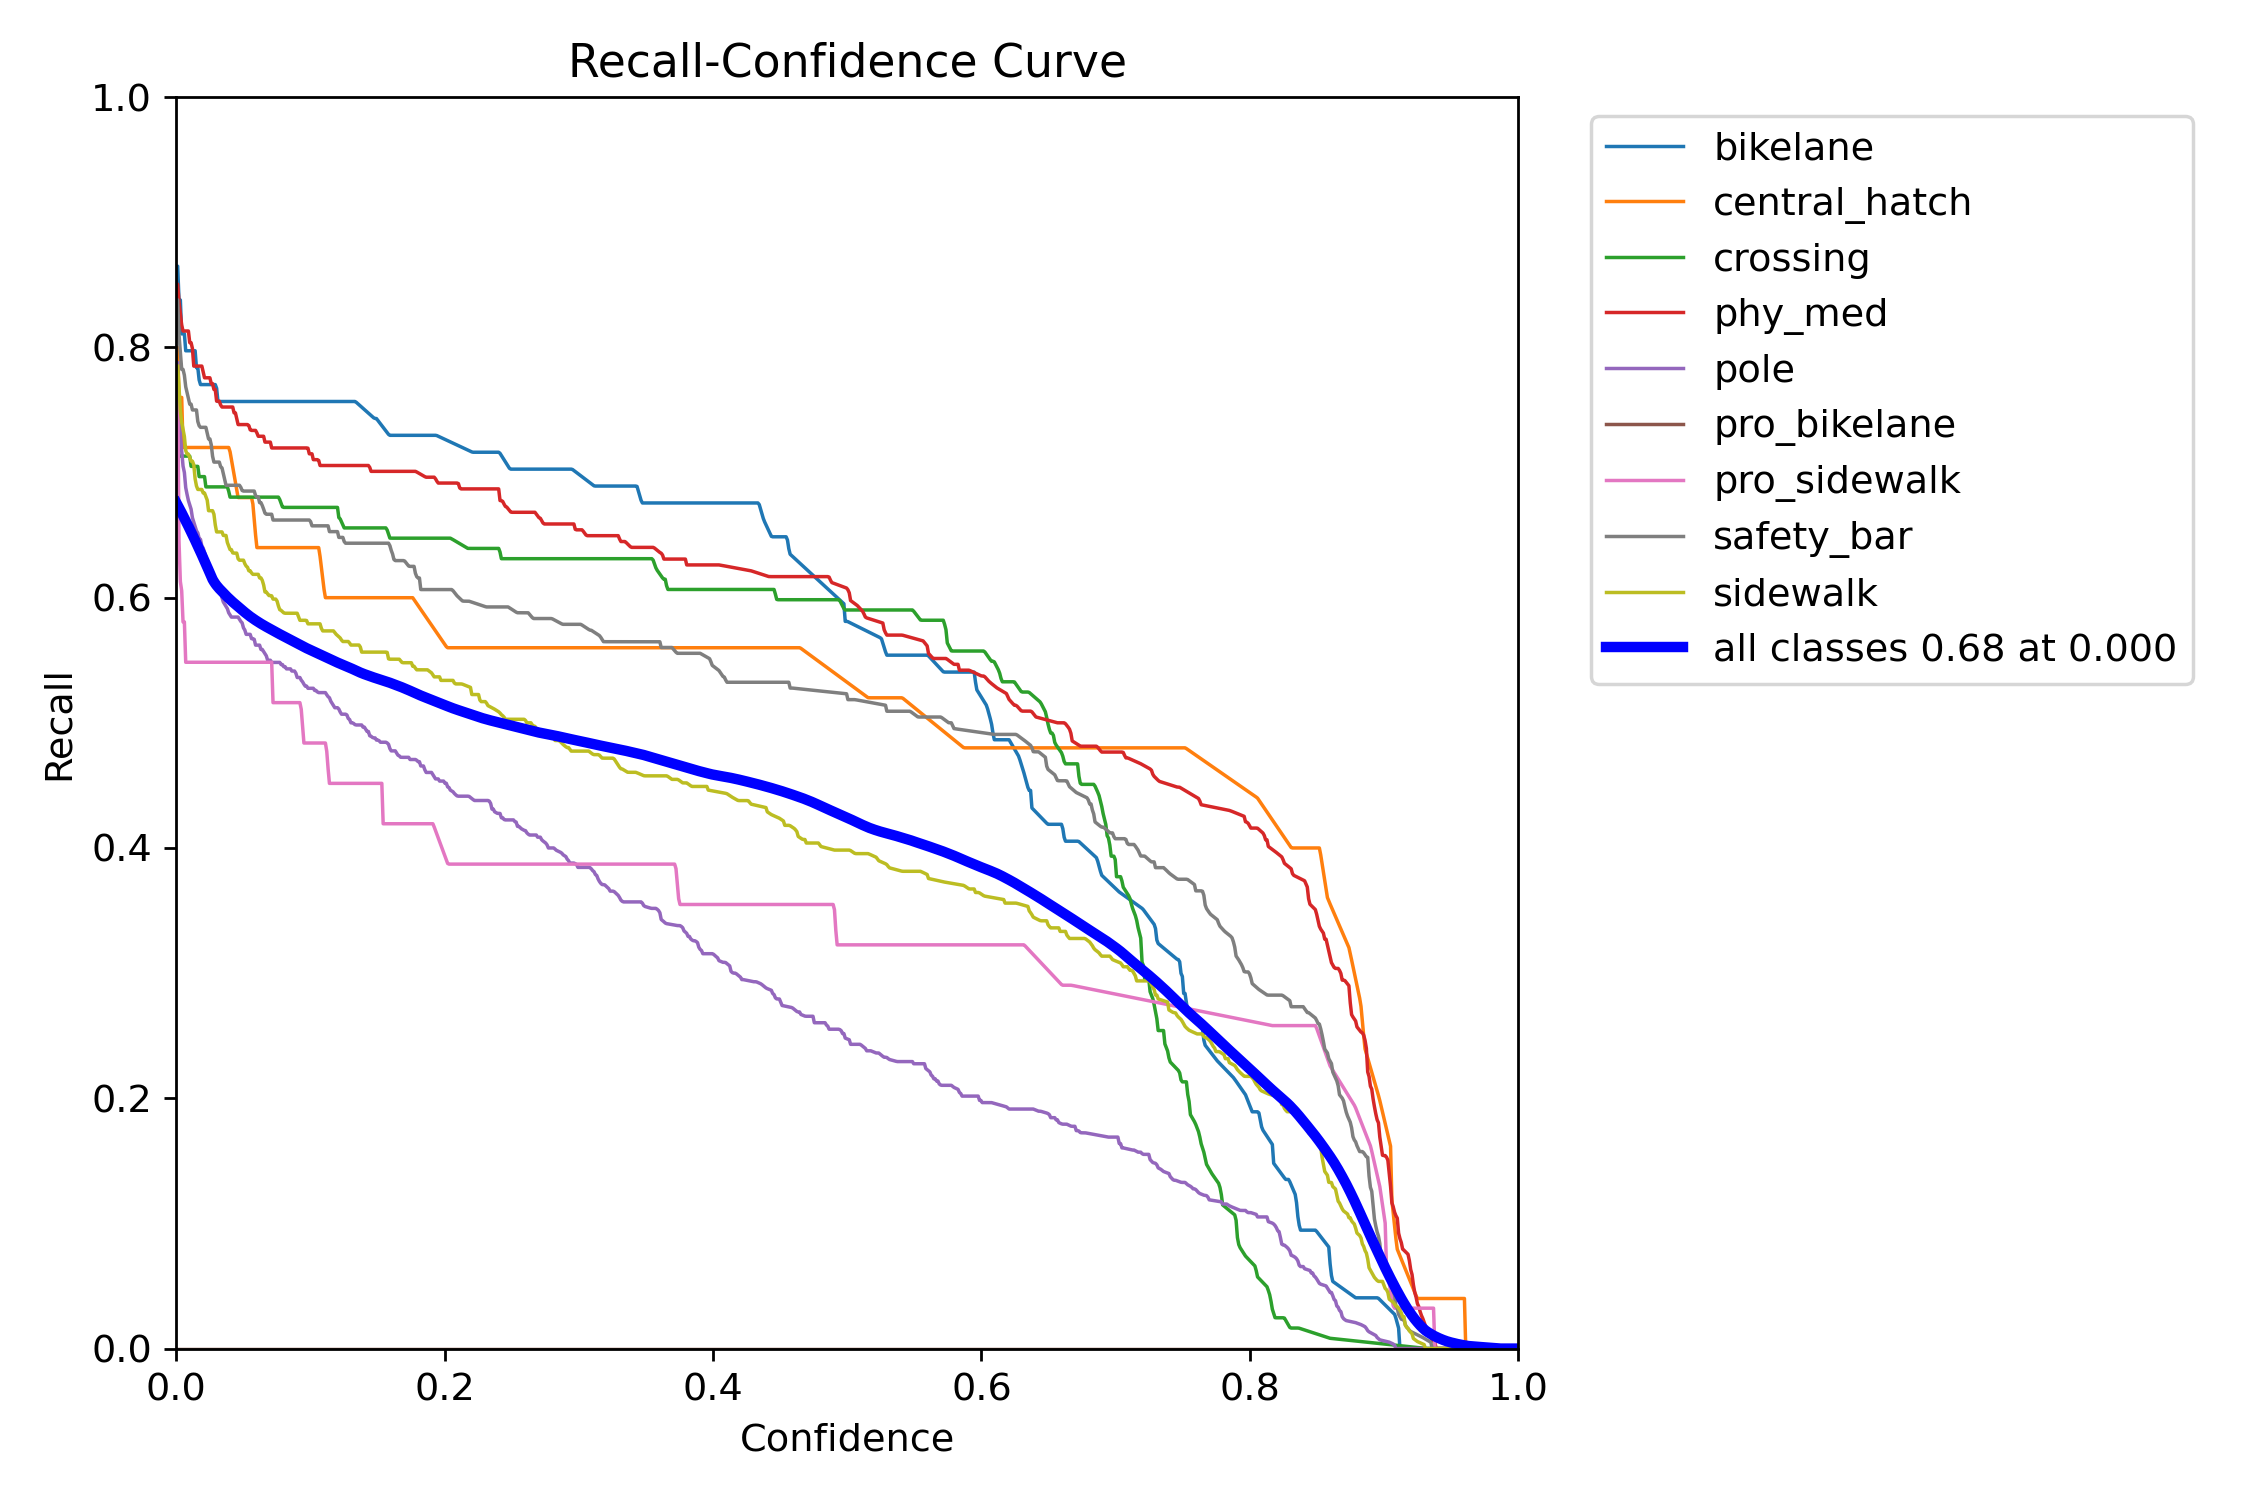 Recall-Confidence Curve
1.0
0.8
0.6
0.4
0.2
0.0
Recall
0.0 0.2 0.4 0.6 0.8 1.0
Confidence
bikelane
central_hatch
crossing
phy_med
pole
pro_bikelane
pro_sidewalk
safety_bar
sidewalk
all classes 0.68 at 0.000